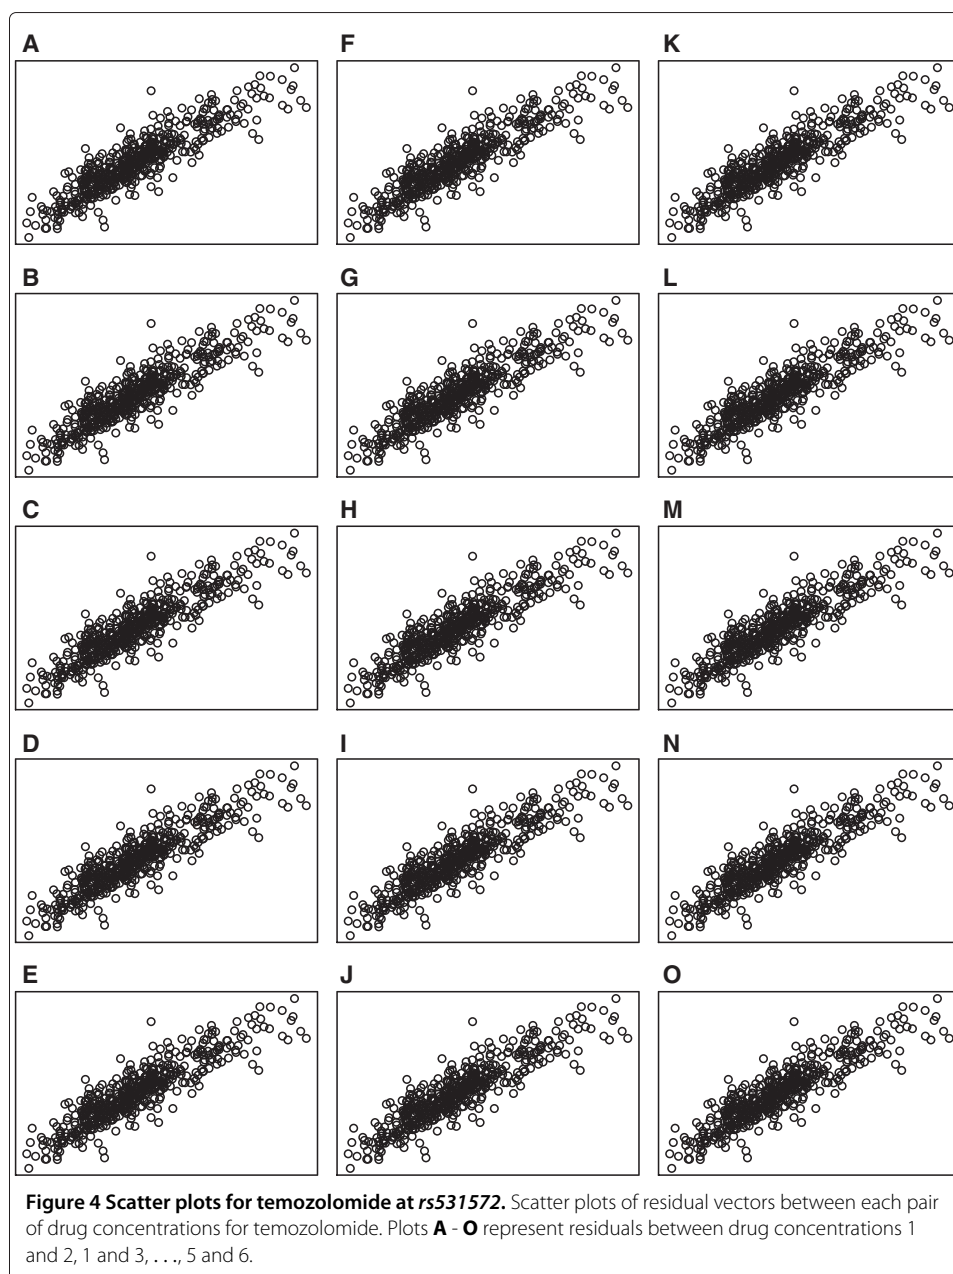 A F K
B G L
C H M
D I N
E J O
Figure 4 Scatter plots for temozolomide at rs531572. Scatter plots of residual vectors between each pair
of drug concentrations for temozolomide. Plots A - O represent residuals between drug concentrations 1
and 2, 1 and 3, . . ., 5 and 6.